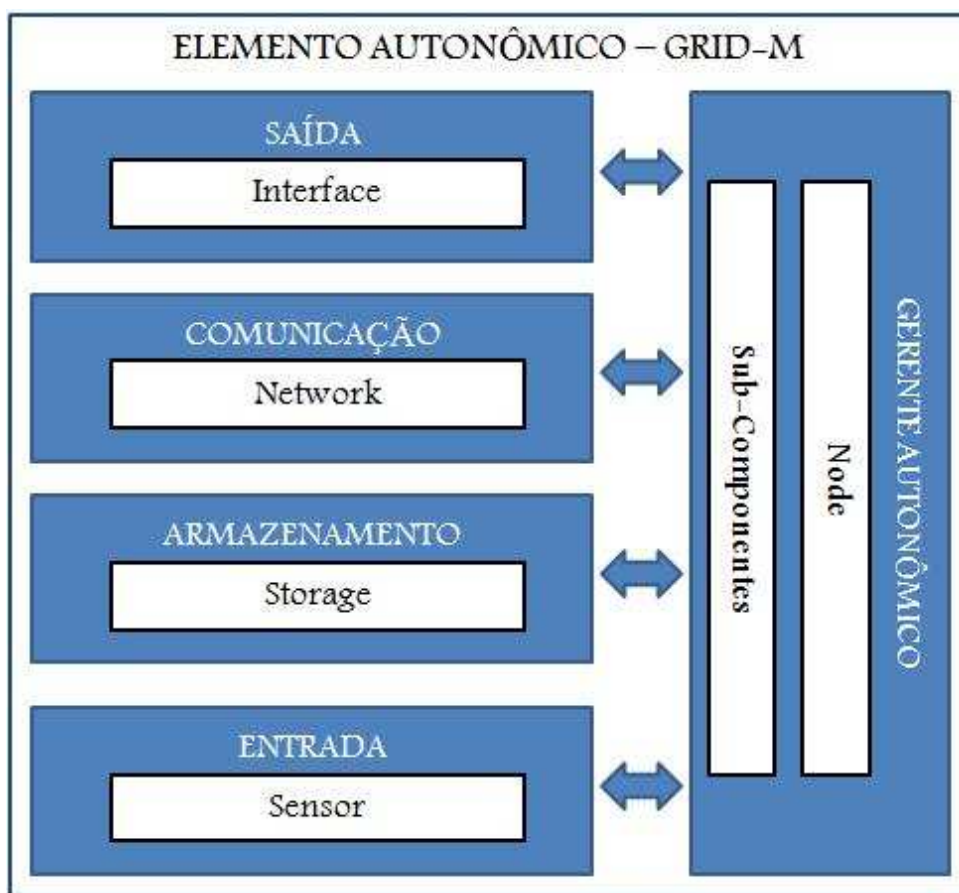 ELEMENTO AUTONÔMICO – GRID-M
SAÍDA
Interface
COMUNICAÇÃO
Network
ARMAZENAMENTO
Storage
ENTRADA
Sensor
Sub-Componentes
Node
GERENTE AUTONÔMICO